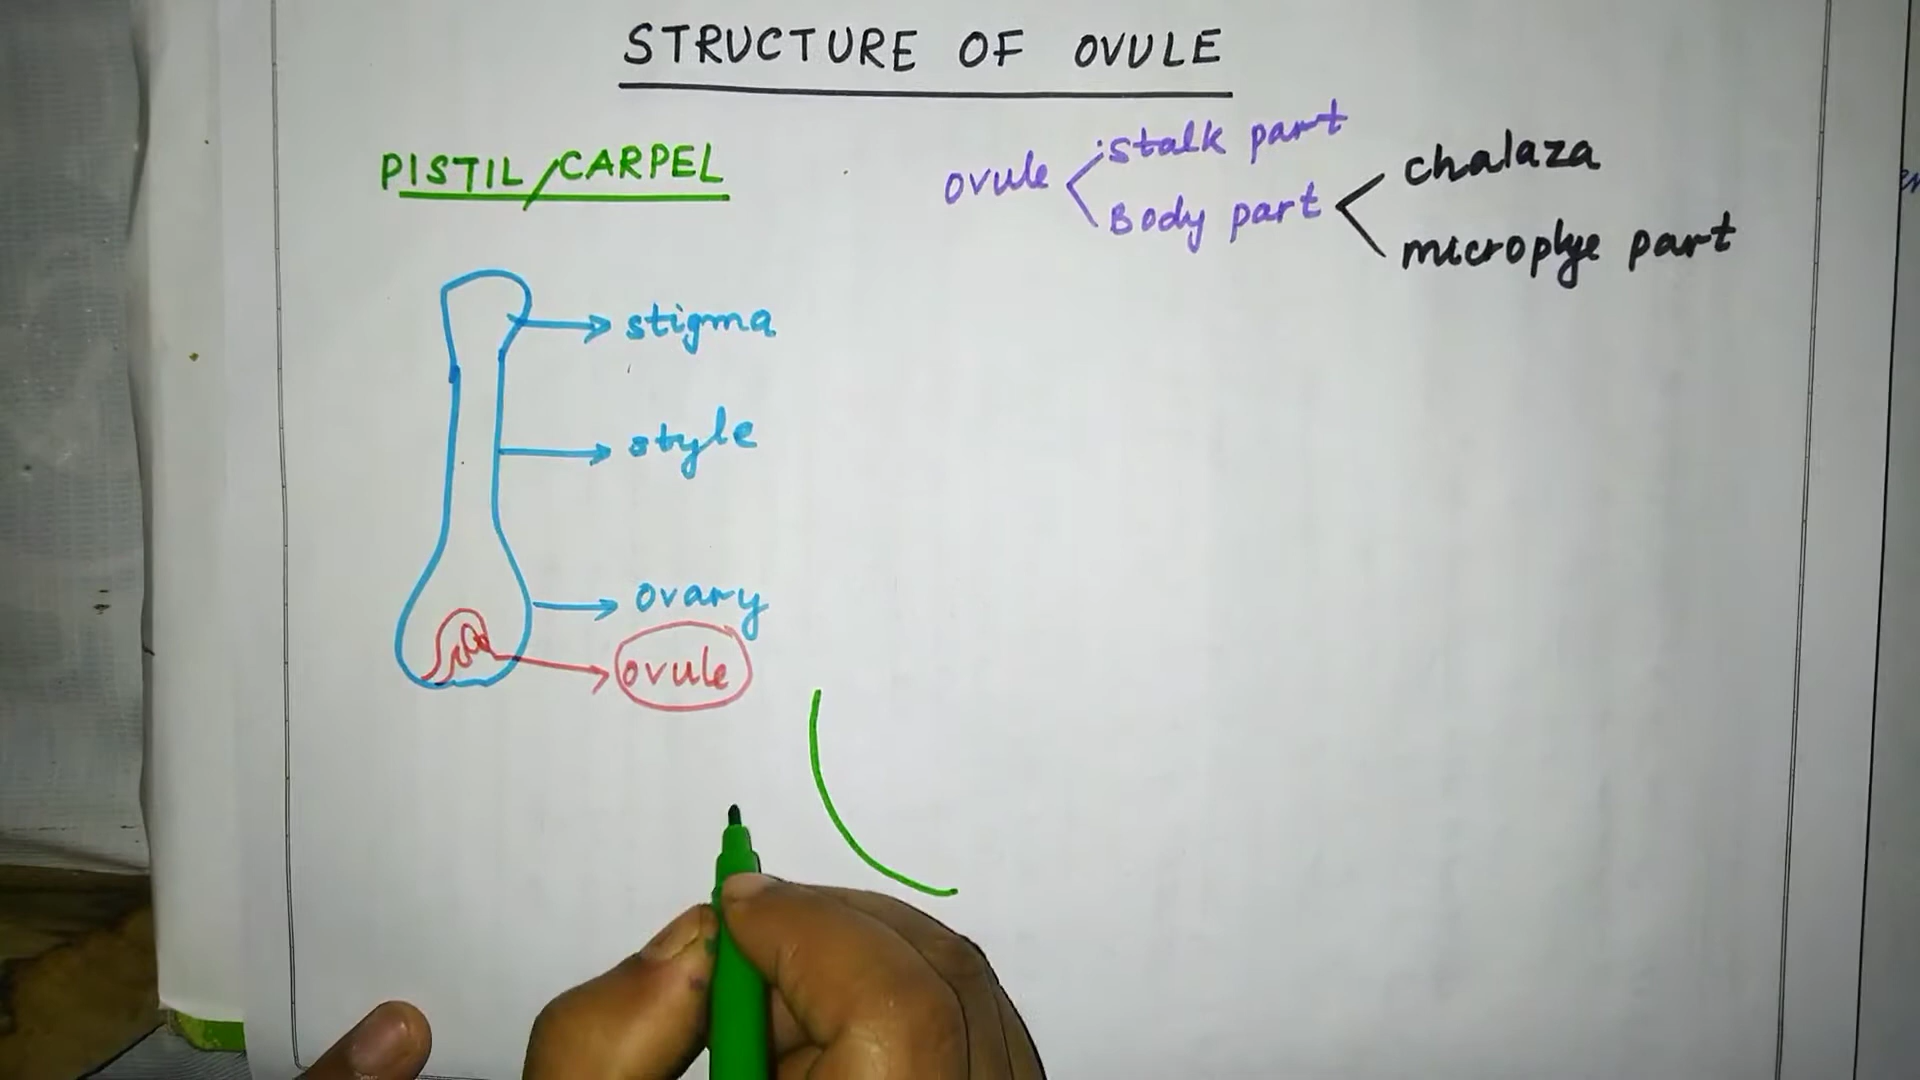 STRUCTURE OF OVULE
PISTIL/CARPEL
ovule
stalk part
Body part
chalaza
microplye part
stigma
style
ovary
ovule